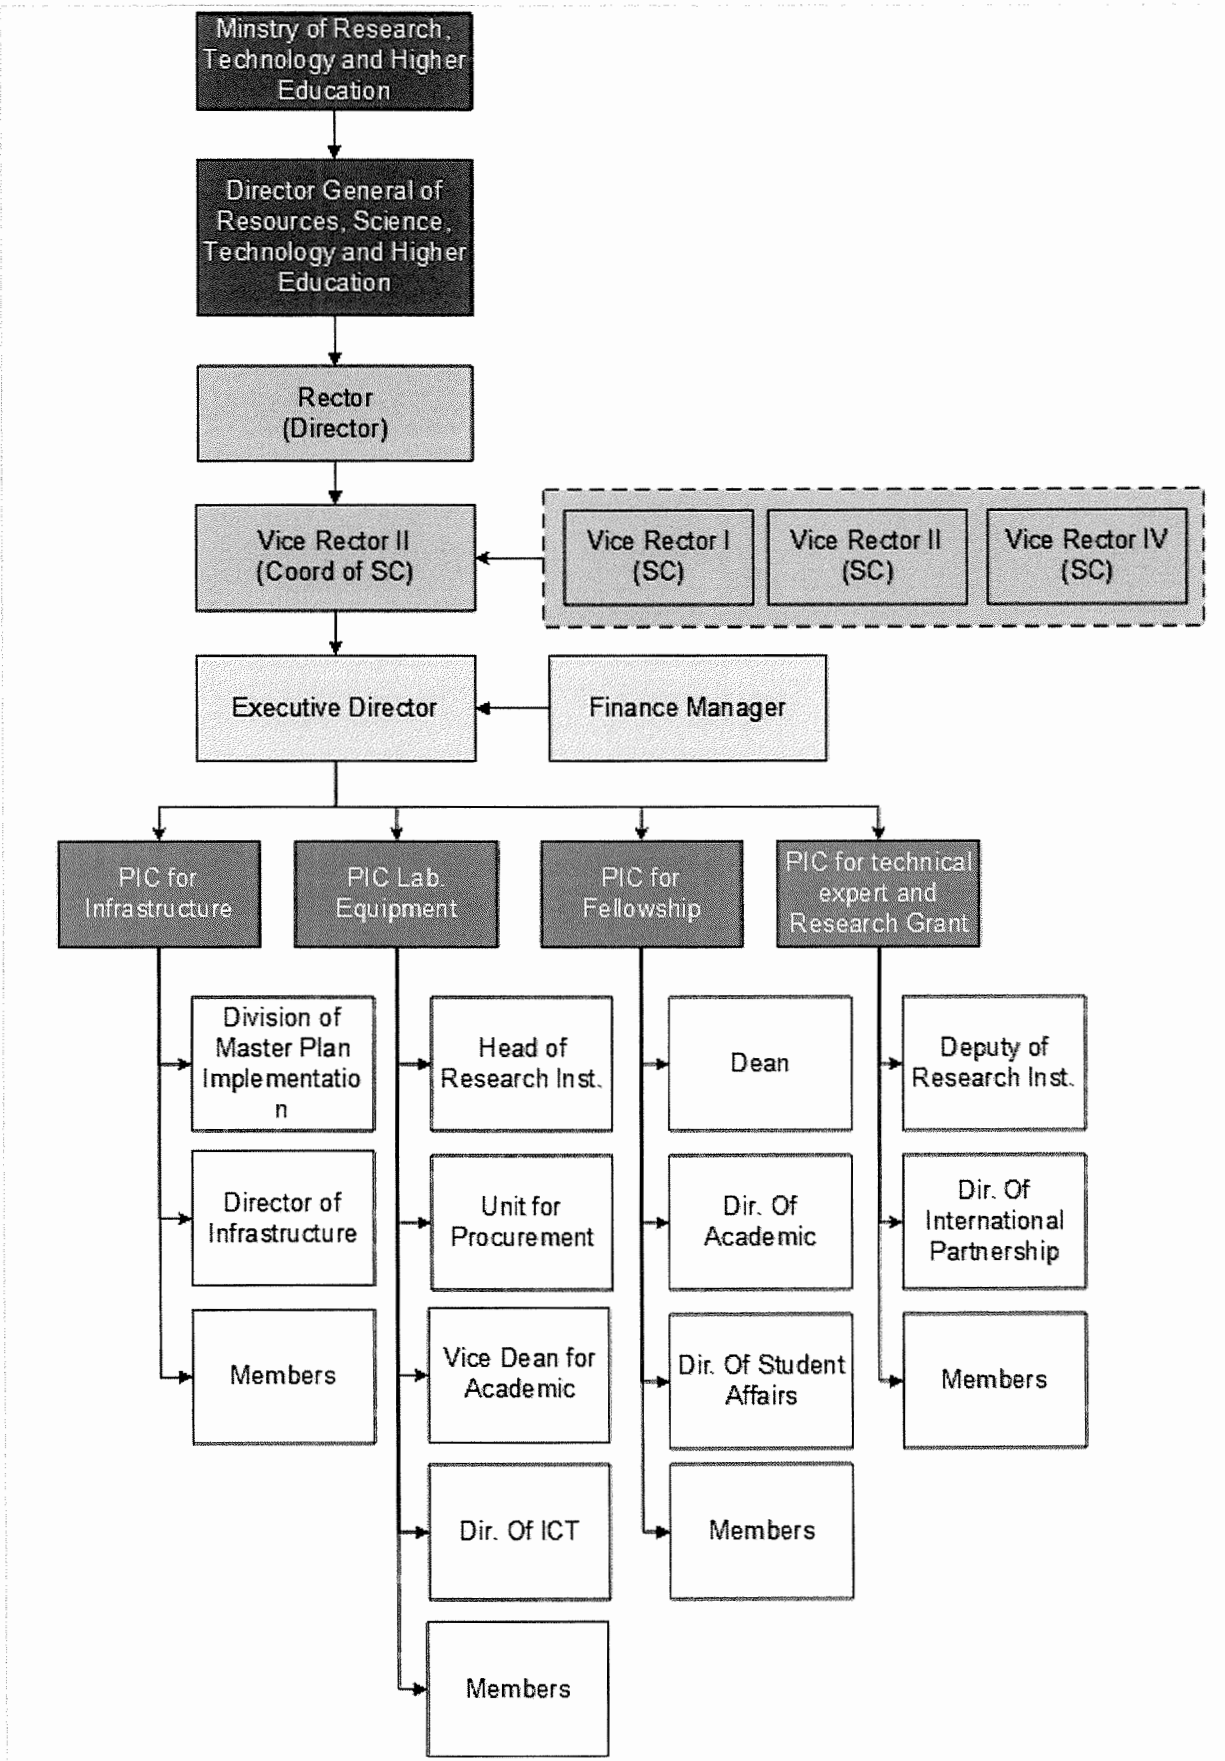 Minstry of Research,
Technology and Higher
Education
Director General of
Resources, Science,
Technology and Higher
Education
Rector
(Director)
Vice Rector II
(Coord of SC)
Vice Rector I
(SC)
Vice Rector II
(SC)
Vice Rector IV
(SC)
Executive Director
Finance Manager
PIC for
Infrastructure
PIC Lab.
Equipment
PIC for
Fellowship
PIC for technical
expert and
Research Grant
Division of
Master Plan
Implementatio
n
Director of
Infrastructure
Members
Head of
Research Inst.
Unit for
Procurement
Vice Dean for
Academic
Dir. Of ICT
Members
Dean
Dir. Of
Academic
Dir. Of Student
Affairs
Members
Deputy of
Research Inst.
Dir. Of
International
Partnership
Members